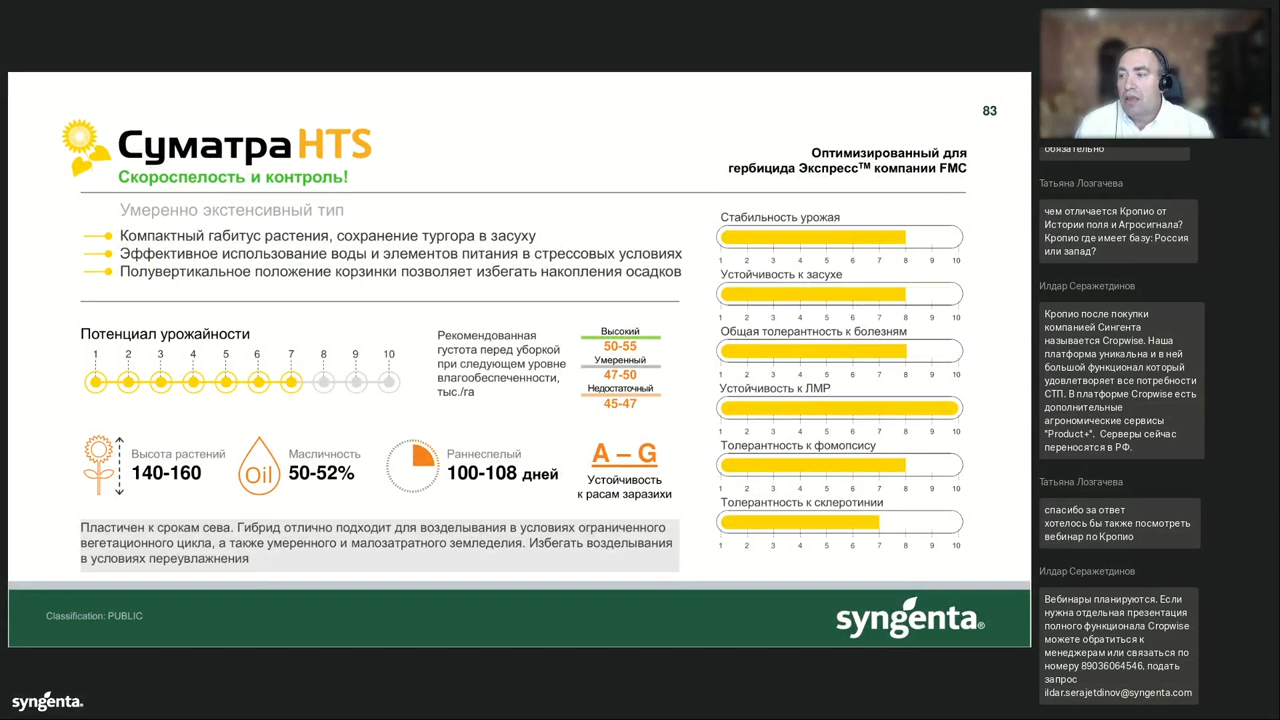 83
Суматра HTS
Скороспелость и контроль!
Оптимизированный для
гербицида Экспресс™ компании FMC
Умеренно экстенсивный тип
Компактный габитус растения, сохранение тургора в засуху
Эффективное использование воды и элементов питания в стрессовых условиях
Полувертикальное положение корзинки позволяет избегать накопления осадков
Потенциал урожайности
1 2 3 4 5 6 7 8 9 10
Рекомендованная
густота перед уборкой
при следующем уровне
влагообеспеченности,
тыс./га
Высокий
50-55
Умеренный
47-50
Недостаточный
45-47
Высота растений
140-160
Oil
Масличность
50-52%
Раннеспелый
100-108 дней
A – G
Устойчивость
к расам заразихи
Пластичен к срокам сева. Гибрид отлично подходит для возделывания в условиях ограниченного
вегетационного цикла, а также умеренного и малозатратного земледелия. Избегать возделывания
в условиях переувлажнения
Стабильность урожая
1 2 3 4 5 6 7 8 9 10
Устойчивость к засухе
1 2 3 4 5 6 7 8 9 10
Общая толерантность к болезням
1 2 3 4 5 6 7 8 9 10
Устойчивость к ЛМР
1 2 3 4 5 6 7 8 9 10
Толерантность к фомопсису
1 2 3 4 5 6 7 8 9 10
Толерантность к склеротинии
1 2 3 4 5 6 7 8 9 10
Classification: PUBLIC
syngenta®
syngenta.
обязательно
Татьяна Лозгачева
чем отличается Кропио от
Истории поля и Агросигнала?
Кропио где имеет базу: Россия
или запад?
Илдар Серажетдинов
Кропио после покупки
компанией Сингента
называется Cropwise. Наша
платформа уникальна и в ней
большой функционал который
удовлетворяет все потребности
СТП. В платформе Cropwise есть
дополнительные
агрономические сервисы
"Product+". Серверы сейчас
переносятся в РФ.
Татьяна Лозгачева
спасибо за ответ
хотелось бы также посмотреть
вебинар по Кропио
Илдар Серажетдинов
Вебинары планируются. Если
нужна отдельная презентация
полного функционала Cropwise
можете обратиться к
менеджерам или связаться по
номеру 89036064546, подать
запрос
ildar.serajetdinov@syngenta.com